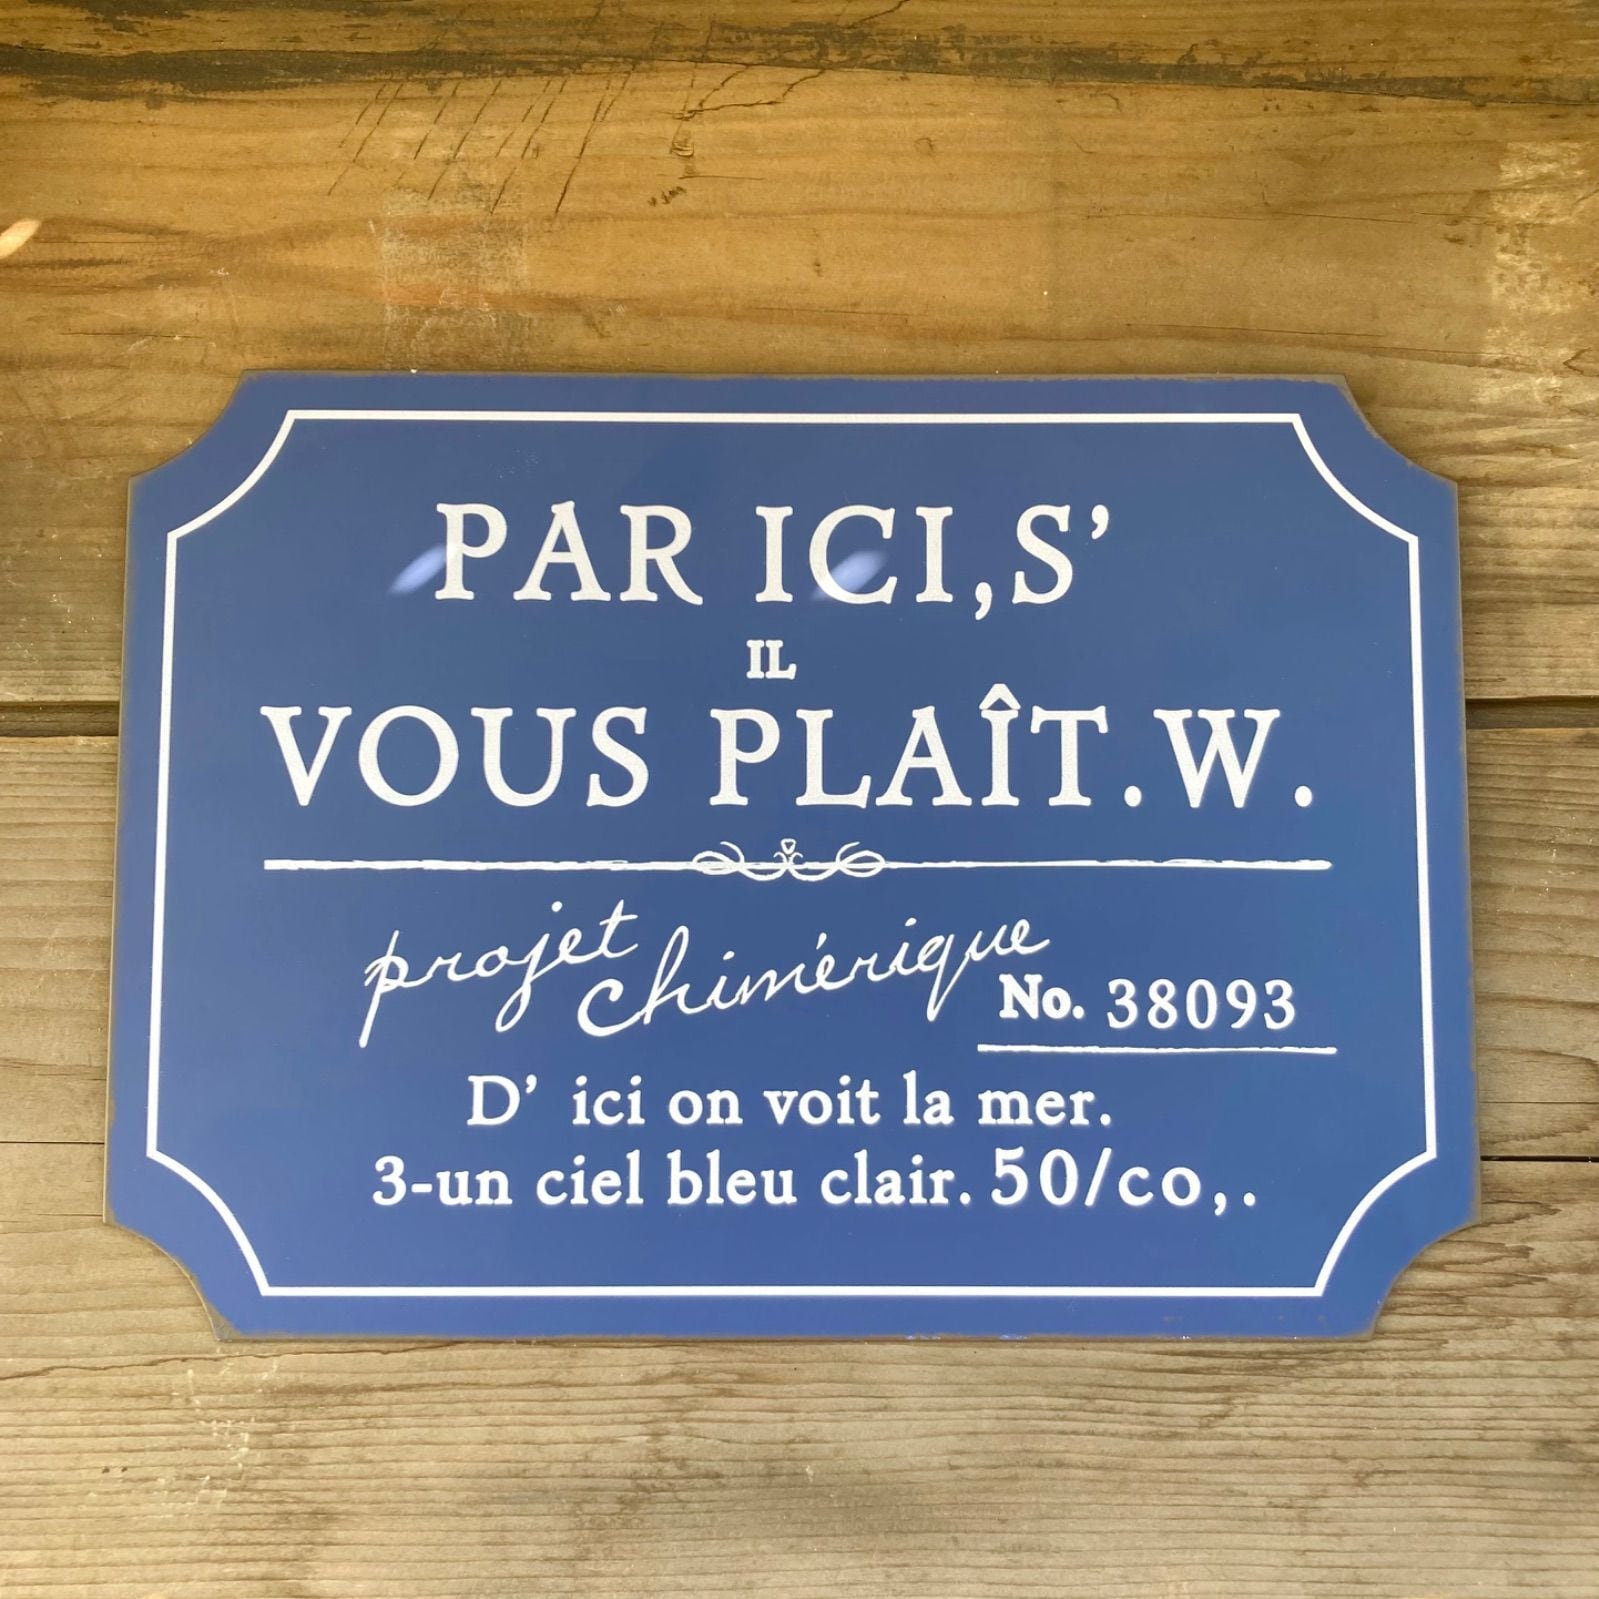 PAR ICI,S’
IL
VOUS PLAÎT.W.
projet chimérique
No. 38093
D’ ici on voit la mer.
3-un ciel bleu clair. 50/co,.